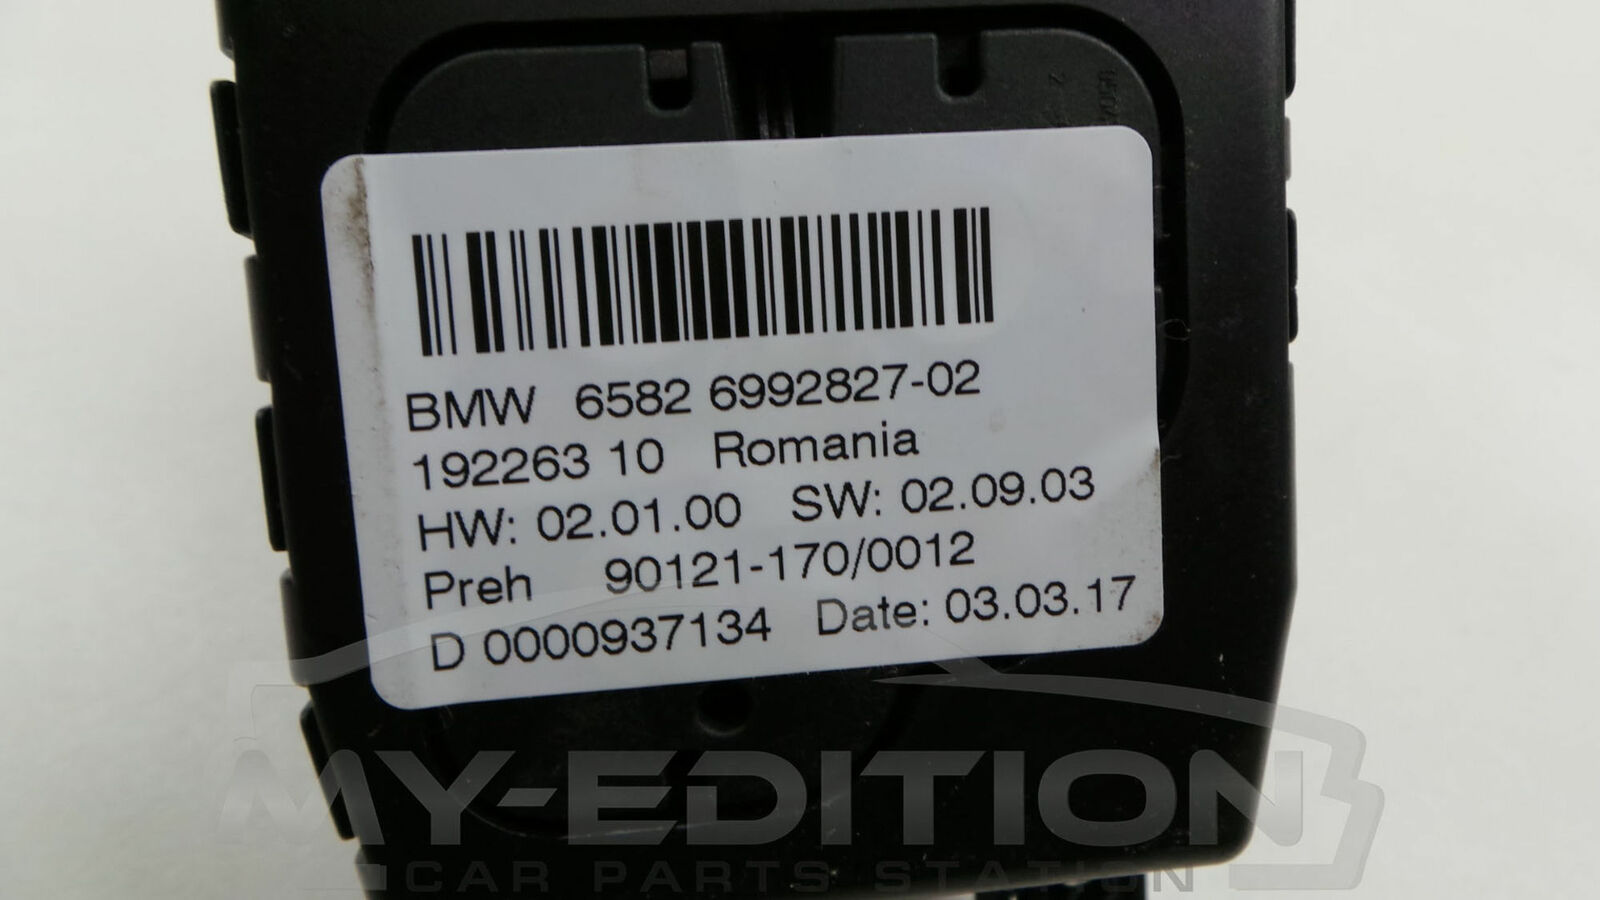 BMW 6582 6992827-02
192263 10 Romania
HW: 02.01.00 SW: 02.09.03
Preh 90121-170/0012
D 0000937134 Date: 03.03.17
MY-EDITION
CAR PARTS STATION